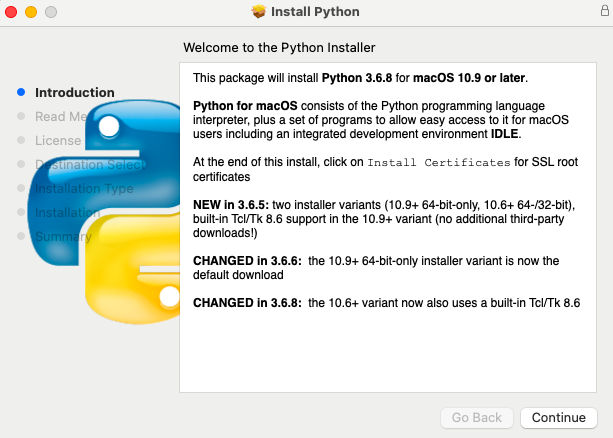 Install Python
Welcome to the Python Installer
Introduction
Read Me
License
Destination Select
Installation Type
Installation
Summary
This package will install Python 3.6.8 for macOS 10.9 or later.
Python for macOS consists of the Python programming language
interpreter, plus a set of programs to allow easy access to it for macOS
users including an integrated development environment IDLE.
At the end of this install, click on Install Certificates for SSL root
certificates
NEW in 3.6.5: two installer variants (10.9+ 64-bit-only, 10.6+ 64-/32-bit),
built-in Tcl/Tk 8.6 support in the 10.9+ variant (no additional third-party
downloads!)
CHANGED in 3.6.6: the 10.9+ 64-bit-only installer variant is now the
default download
CHANGED in 3.6.8: the 10.6+ variant now also uses a built-in Tcl/Tk 8.6
Go Back
Continue